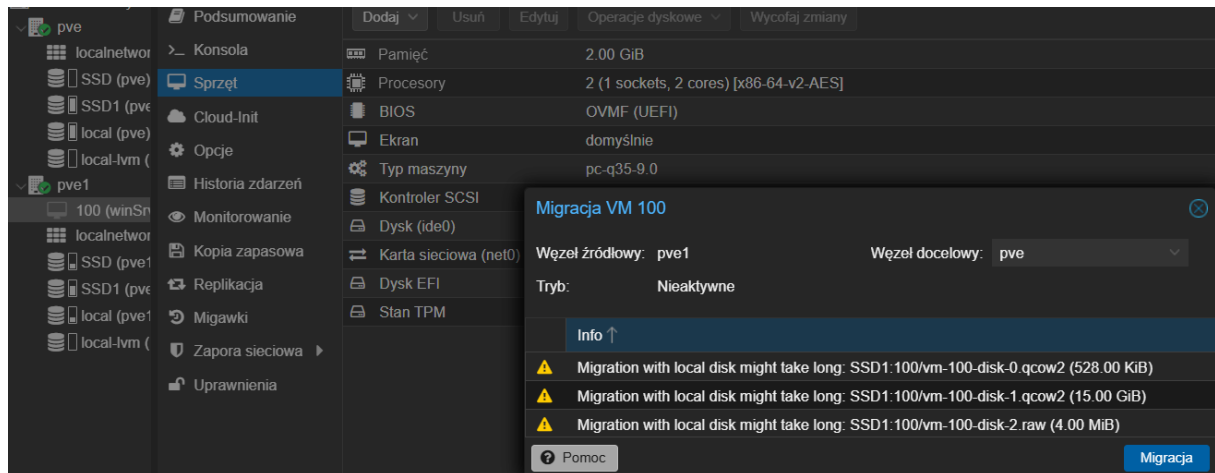 pve
localnetwor
SSD (pve)
SSD1 (pve
local (pve)
local-lvm (
pve1
100 (winSrv
localnetwor
SSD (pve1
SSD1 (pve
local (pve1
local-lvm (
Podsumowanie
Konsola
Sprzęt
Cloud-Init
Opcje
Historia zdarzeń
Monitorowanie
Kopia zapasowa
Replikacja
Migawki
Zapora sieciowa
Uprawnienia
Dodaj Usuń Edytuj Operacje dyskowe Wycofaj zmiany
Pamięć 2.00 GiB
Procesory 2 (1 sockets, 2 cores) [x86-64-v2-AES]
BIOS OVMF (UEFI)
Ekran domyślnie
Typ maszyny pc-q35-9.0
Kontroler SCSI
Dysk (ide0)
Karta sieciowa (net0)
Dysk EFI
Stan TPM
Migracja VM 100
Węzeł źródłowy: pve1 Węzeł docelowy: pve
Tryb: Nieaktywne
Info ↑
Migration with local disk might take long: SSD1:100/vm-100-disk-0.qcow2 (528.00 KiB)
Migration with local disk might take long: SSD1:100/vm-100-disk-1.qcow2 (15.00 GiB)
Migration with local disk might take long: SSD1:100/vm-100-disk-2.raw (4.00 MiB)
Pomoc Migracja